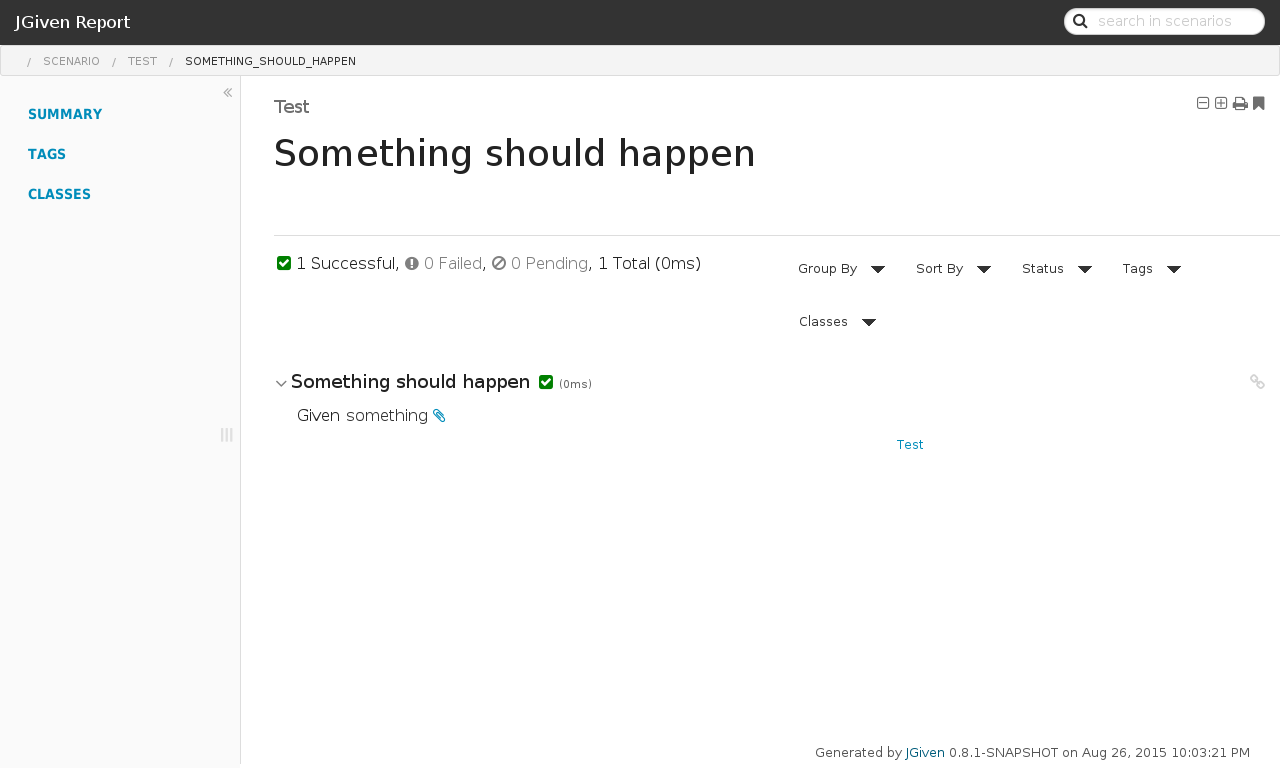 JGiven Report
search in scenarios
/ SCENARIO / TEST / SOMETHING_SHOULD_HAPPEN
«
SUMMARY
TAGS
CLASSES
Test
Something should happen
1 Successful, 0 Failed, 0 Pending, 1 Total (0ms)
Group By Sort By Status Tags
Classes
Something should happen (0ms)
Given something
Test
Generated by JGiven 0.8.1-SNAPSHOT on Aug 26, 2015 10:03:21 PM